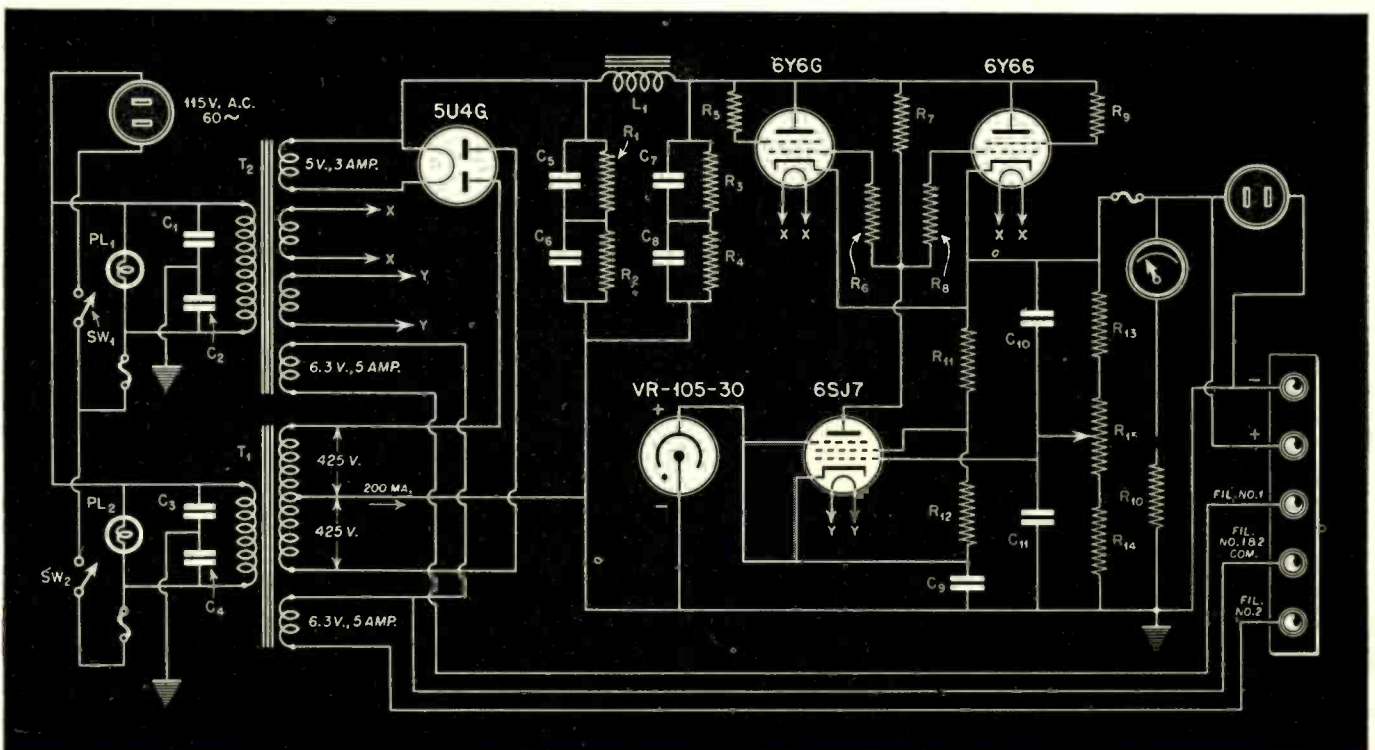 115V. A.C.
60~
T2
5V., 3 AMP.
5U4G
X
X
Y
Y
6.3 V., 5 AMP.
PL1
C1
C2
SW1
T1
425 V.
200 MA.
425 V.
6.3 V., 5 AMP.
PL2
C3
C4
SW2
L1
C5
R1
C7
R3
C6
R2
C8
R4
R5
6Y6G
X X
R6
R7
R8
6Y66
X X
R9
VR-105-30
+
−
6SJ7
Y Y
R11
R12
C9
C10
C11
R13
R15
R14
R10
−
+
FIL. NO.1
FIL.
NO. 1 & 2
COM.
FIL.
NO.2